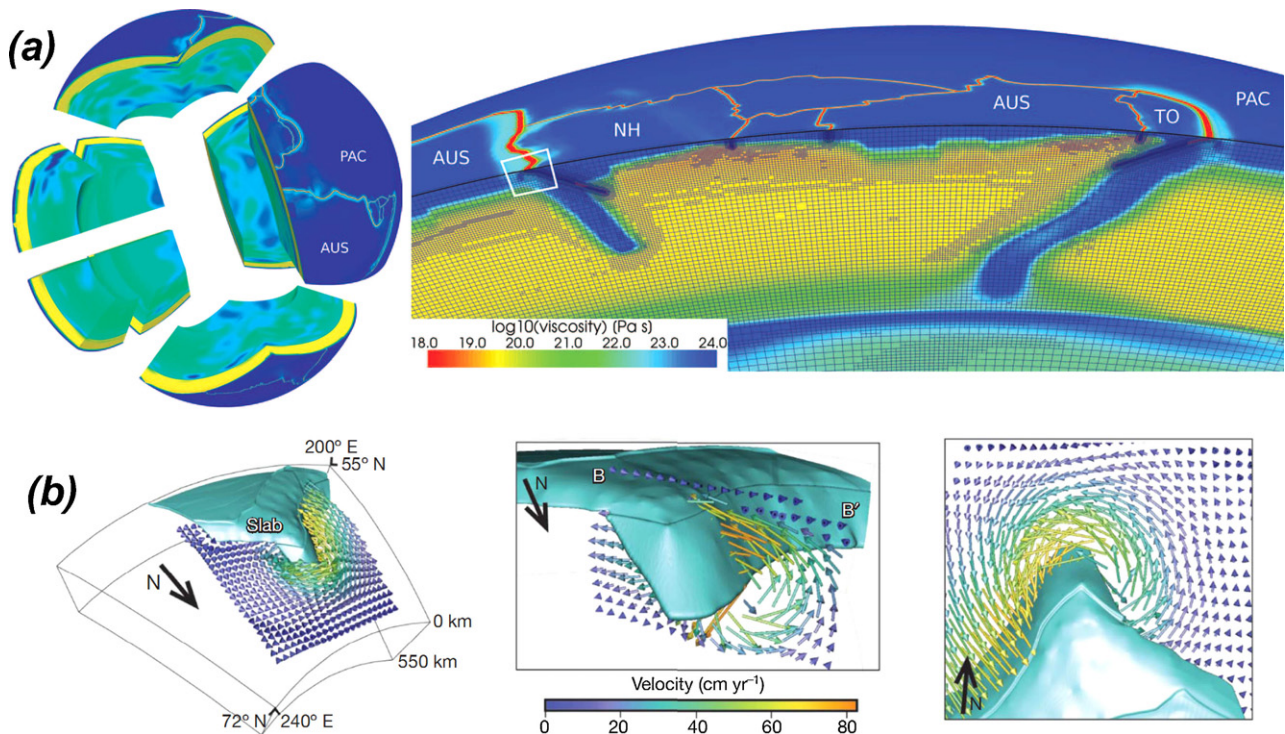 (a)
PAC
AUS
AUS
NH
AUS
TO
PAC
log10(viscosity) [Pa s]
18.0 19.0 20.0 21.0 22.0 23.0 24.0
(b)
200° E
55° N
Slab
N
0 km
550 km
72° N
240° E
B
N
B′
Velocity (cm yr⁻¹)
0 20 40 60 80
N